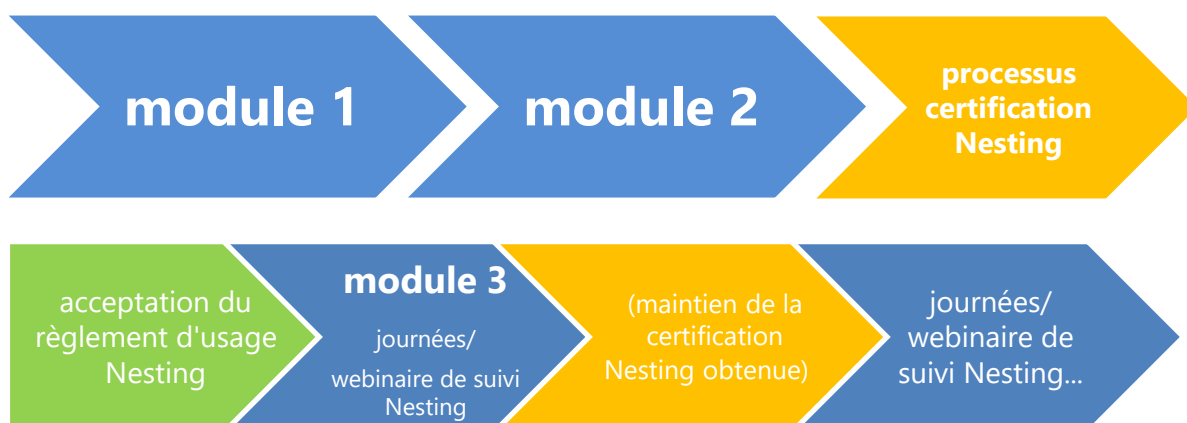 module 1
module 2
processus
certification
Nesting
acceptation du
règlement d'usage
Nesting
module 3
journées/
webinaire de suivi
Nesting
(maintien de la
certification
Nesting obtenue)
journées/
webinaire de
suivi Nesting...